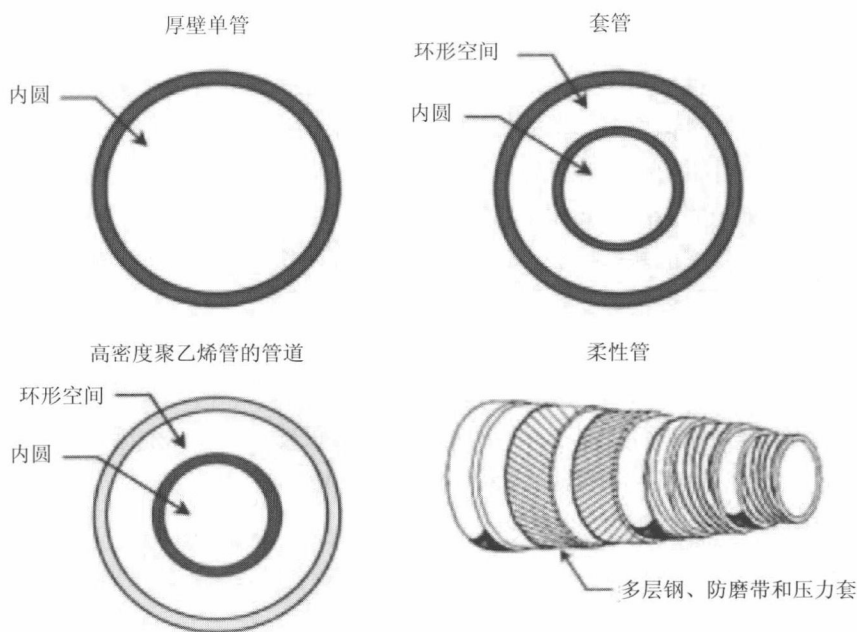 厚壁单管
内圆
套管
环形空间
内圆
高密度聚乙烯管的管道
环形空间
内圆
柔性管
多层钢、防磨带和压力套